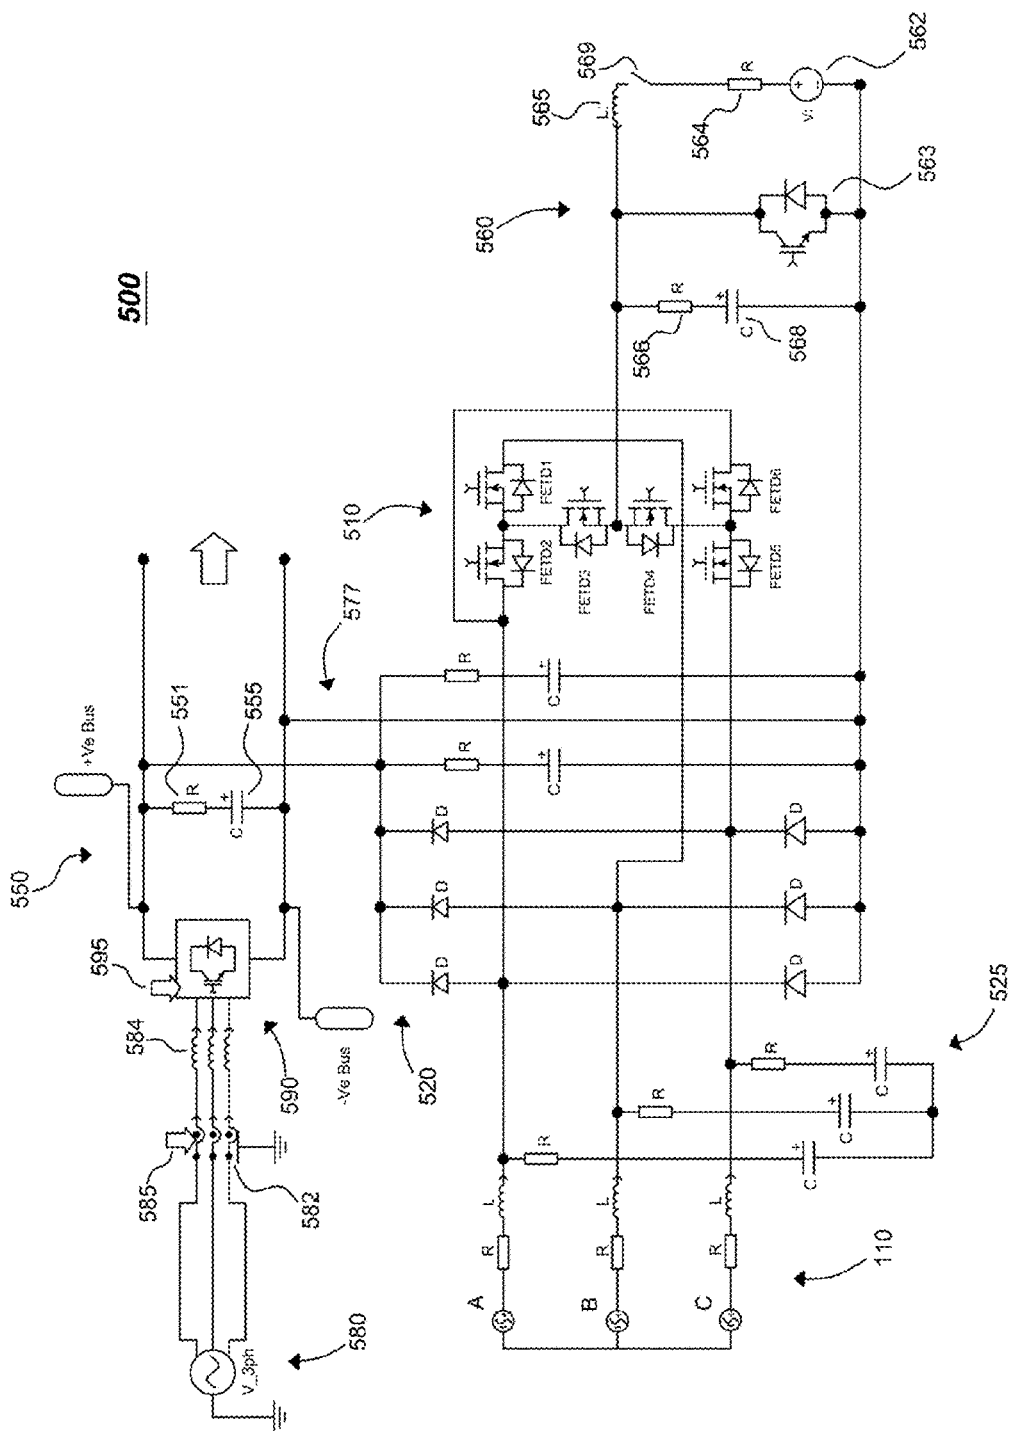 500
550
+Ve Bus
595
585
584
551
R
555
C
V_3ph
580
582
590
-Ve Bus
520
577
510
560
565
569
562
L
R
564
Vi
563
R
566
C
568
FETD1
FETD2
FETD3
FETD4
FETD5
FETD6
D
D
D
D
D
D
R
R
C
C
A
B
C
R
R
R
L
L
L
R
R
R
C
C
C
525
110